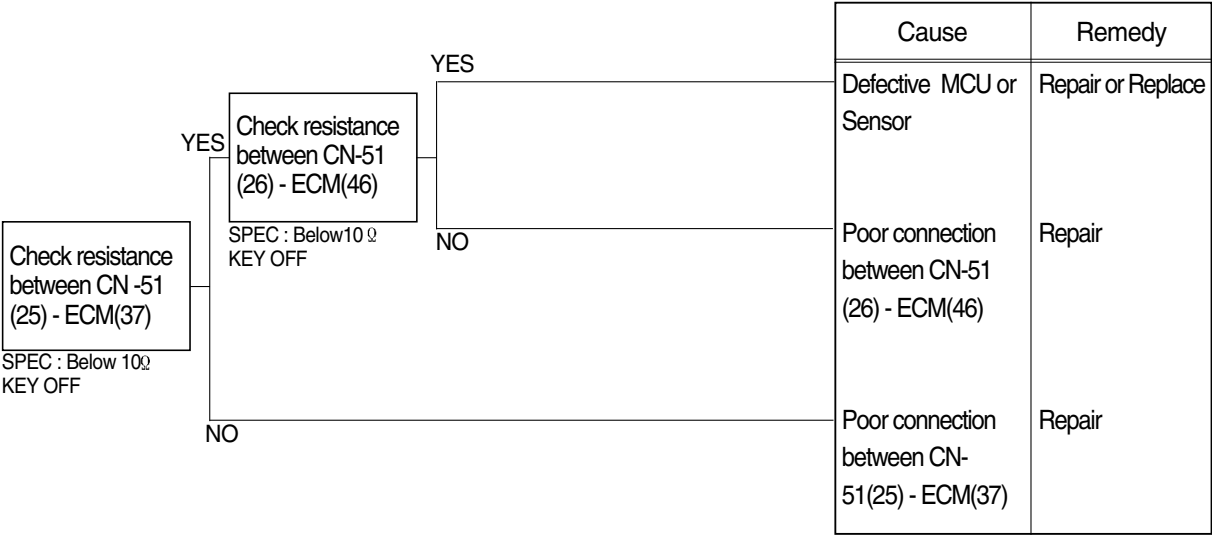 Cause
Remedy
YES
Defective MCU or
Sensor
Repair or Replace
YES
Check resistance
between CN-51
(26) - ECM(46)
SPEC : Below10 Ω
KEY OFF
NO
Poor connection
between CN-51
(26) - ECM(46)
Repair
Check resistance
between CN -51
(25) - ECM(37)
SPEC : Below 10Ω
KEY OFF
NO
Poor connection
between CN-
51(25) - ECM(37)
Repair